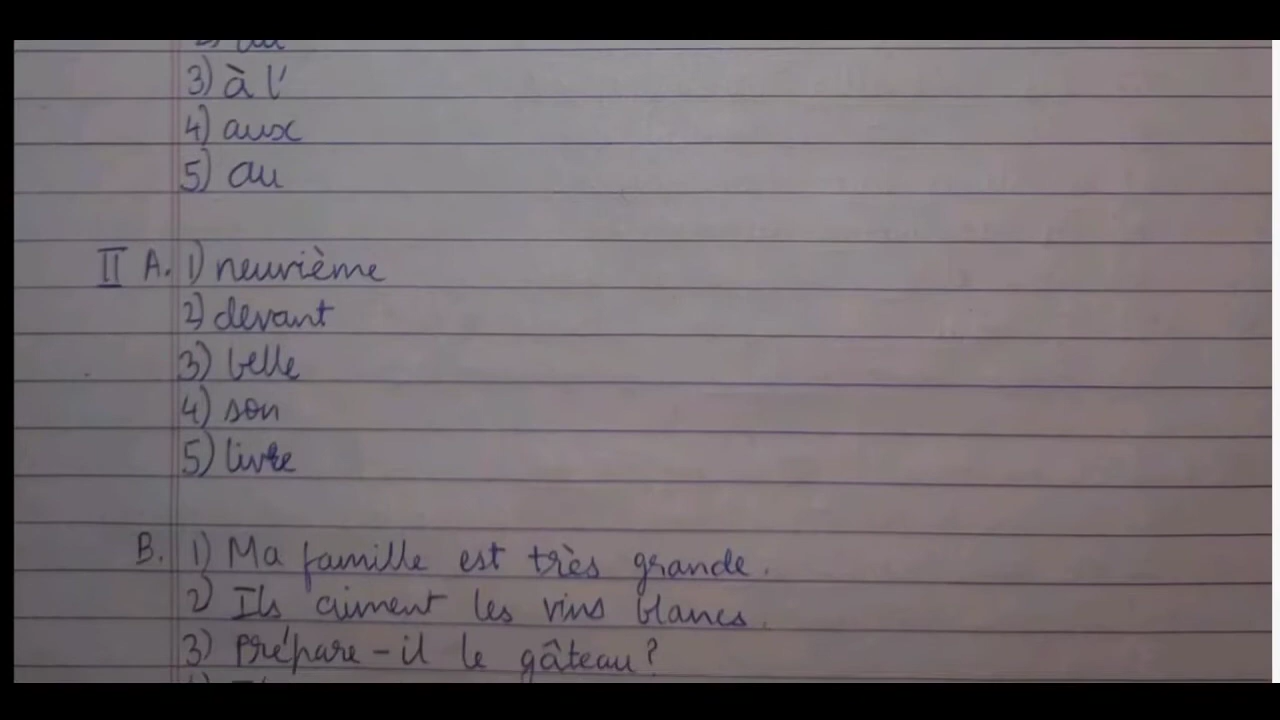 3) à l'
4) aux
5) au
II A. 1) neuvième
2) devant
3) belle
4) son
5) livre
B. 1) Ma famille est très grande.
2) Ils aiment les vins blancs.
3) Prépare-il le gâteau?